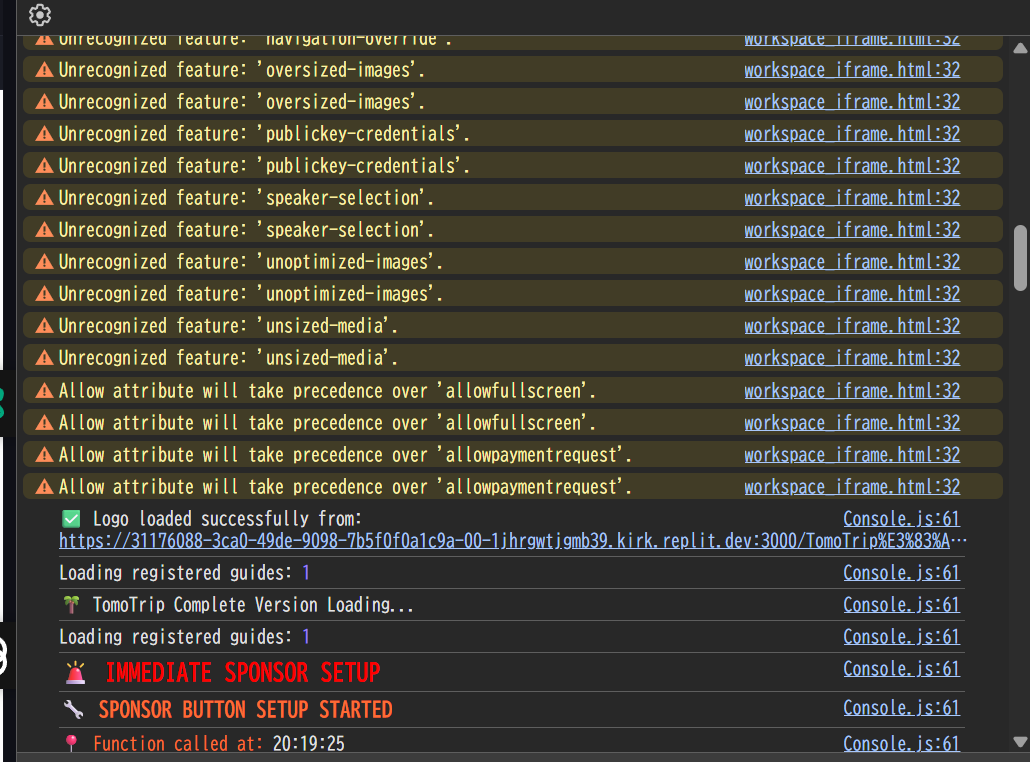 Unrecognized feature: 'navigation-override'. workspace_iframe.html:32
Unrecognized feature: 'oversized-images'. workspace_iframe.html:32
Unrecognized feature: 'oversized-images'. workspace_iframe.html:32
Unrecognized feature: 'publickey-credentials'. workspace_iframe.html:32
Unrecognized feature: 'publickey-credentials'. workspace_iframe.html:32
Unrecognized feature: 'speaker-selection'. workspace_iframe.html:32
Unrecognized feature: 'speaker-selection'. workspace_iframe.html:32
Unrecognized feature: 'unoptimized-images'. workspace_iframe.html:32
Unrecognized feature: 'unoptimized-images'. workspace_iframe.html:32
Unrecognized feature: 'unsized-media'. workspace_iframe.html:32
Unrecognized feature: 'unsized-media'. workspace_iframe.html:32
Allow attribute will take precedence over 'allowfullscreen'. workspace_iframe.html:32
Allow attribute will take precedence over 'allowfullscreen'. workspace_iframe.html:32
Allow attribute will take precedence over 'allowpaymentrequest'. workspace_iframe.html:32
Allow attribute will take precedence over 'allowpaymentrequest'. workspace_iframe.html:32
✅ Logo loaded successfully from: Console.js:61
https://31176088-3ca0-49de-9098-7b5f0f0a1c9a-00-1jhrgwtjgmb39.kirk.replit.dev:3000/TomoTrip%E3%83%A…
Loading registered guides: 1 Console.js:61
🌴 TomoTrip Complete Version Loading... Console.js:61
Loading registered guides: 1 Console.js:61
🚨 IMMEDIATE SPONSOR SETUP Console.js:61
🔧 SPONSOR BUTTON SETUP STARTED Console.js:61
📍 Function called at: 20:19:25 Console.js:61